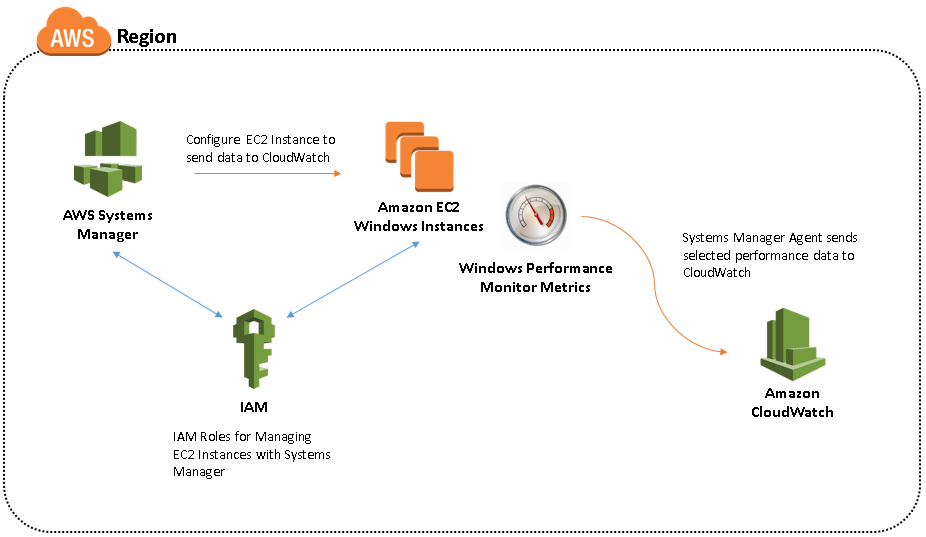 AWS
Region
Configure EC2 Instance to
send data to CloudWatch
AWS Systems
Manager
Amazon EC2
Windows Instances
Windows Performance
Monitor Metrics
Systems Manager Agent sends
selected performance data to
CloudWatch
IAM
IAM Roles for Managing
EC2 Instances with Systems
Manager
Amazon
CloudWatch